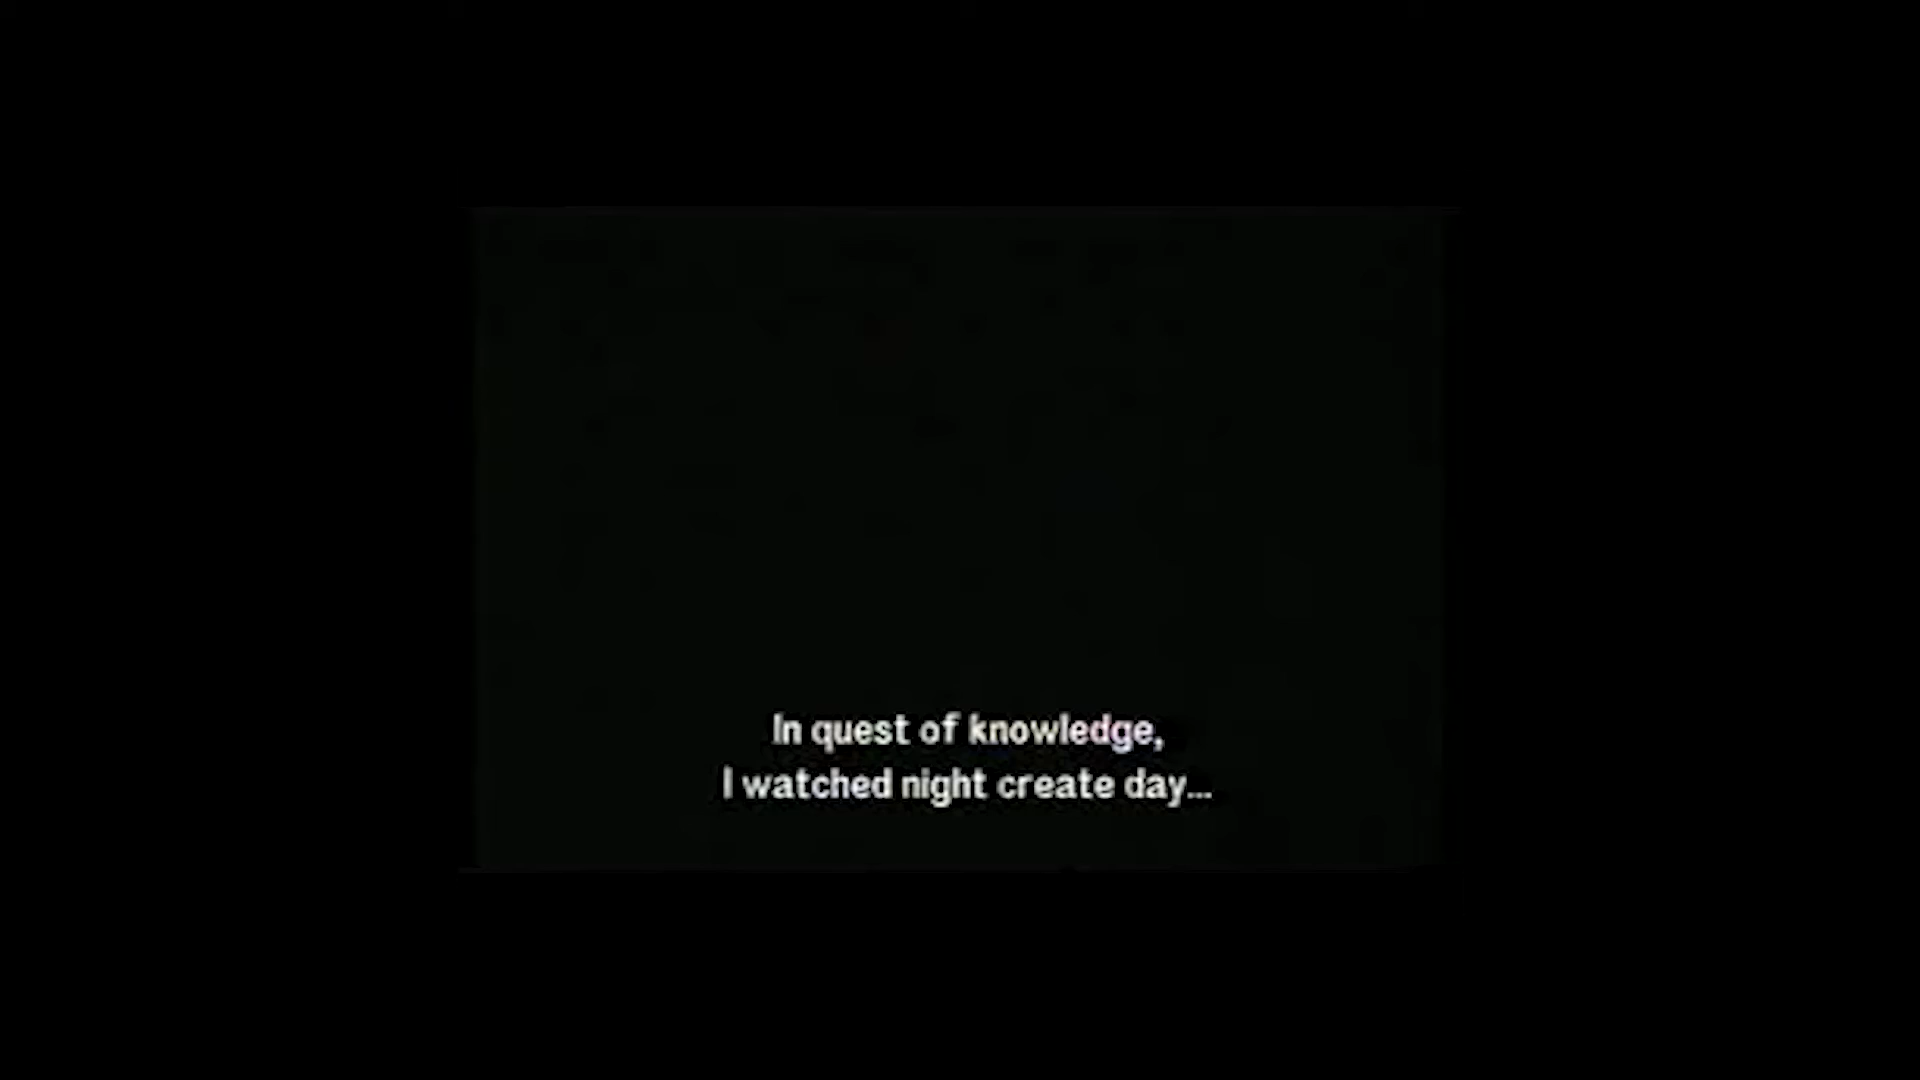 In quest of knowledge,
I watched night create day...